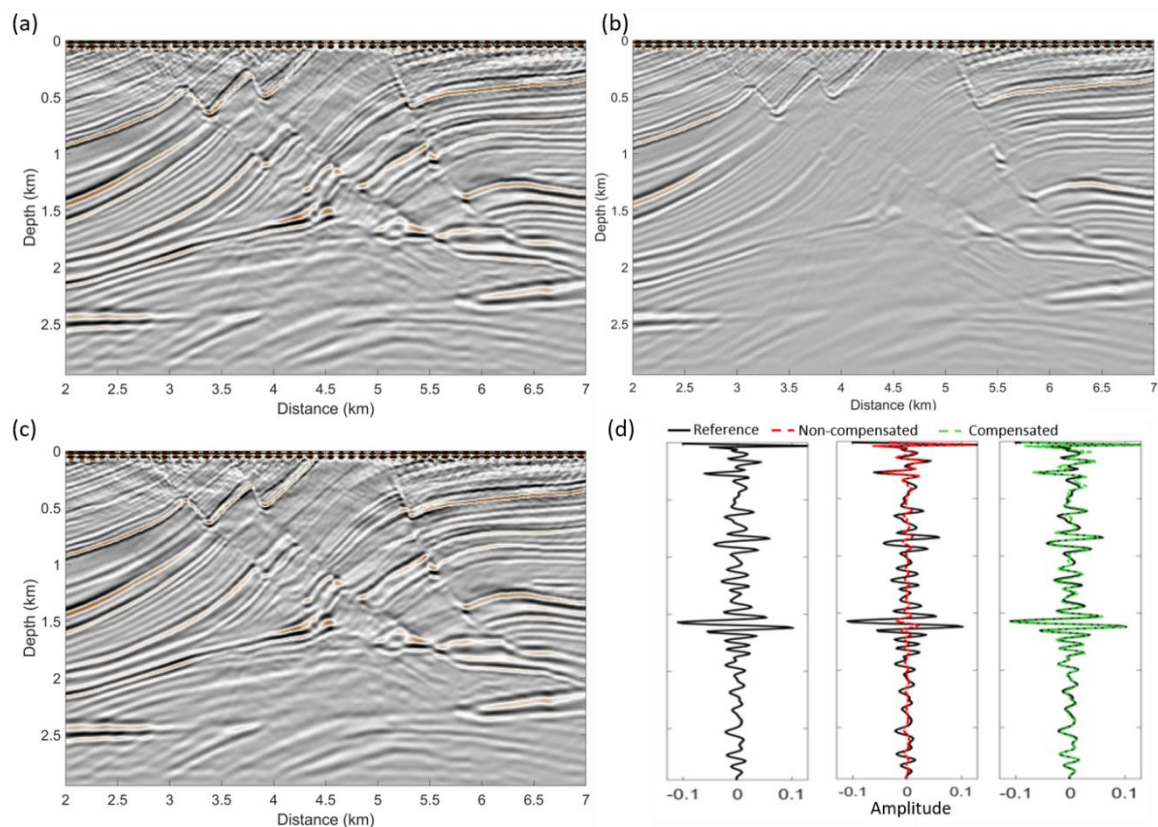 (a)
0
0.5
1
1.5
2
2.5
Depth (km)
2 2.5 3 3.5 4 4.5 5 5.5 6 6.5 7
Distance (km)
(b)
0
0.5
1
1.5
2
2.5
Depth (km)
2 2.5 3 3.5 4 4.5 5 5.5 6 6.5 7
Distance (km)
(c)
0
0.5
1
1.5
2
2.5
Depth (km)
2 2.5 3 3.5 4 4.5 5 5.5 6 6.5 7
Distance (km)
(d)
Reference Non-compensated Compensated
-0.1 0 0.1 -0.1 0 0.1 -0.1 0 0.1
Amplitude